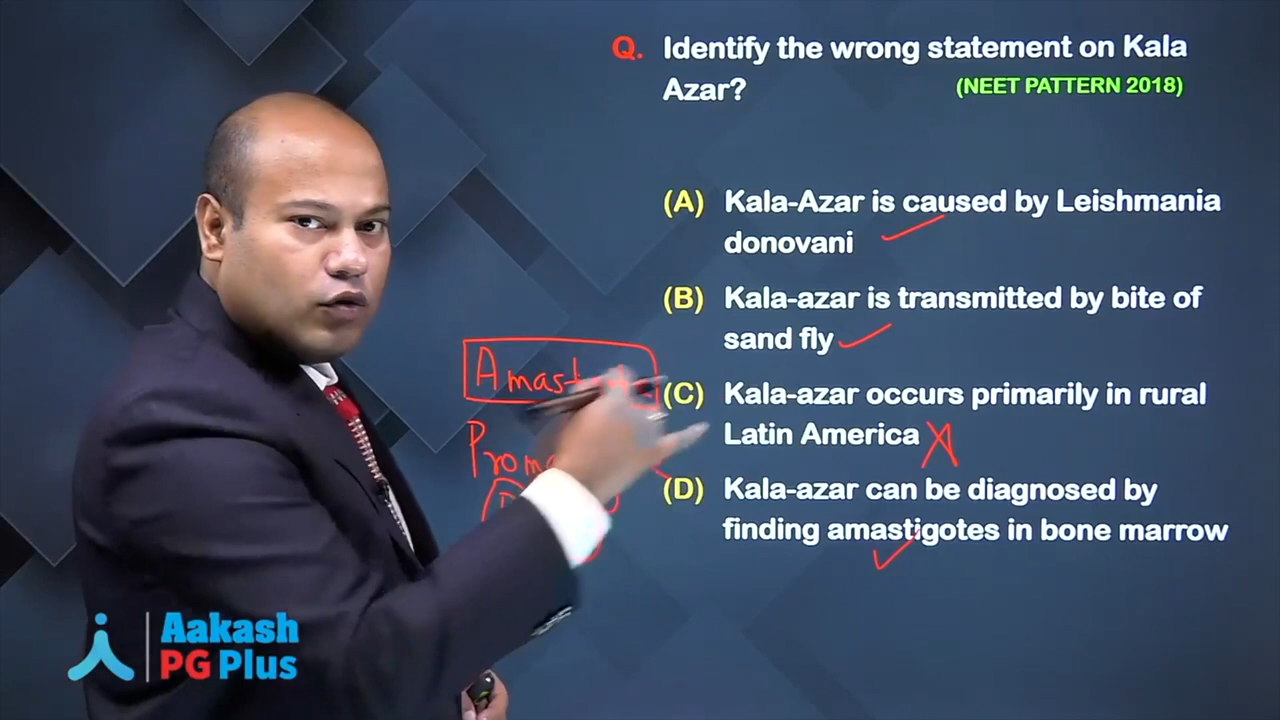 Q. Identify the wrong statement on Kala
Azar?
(NEET PATTERN 2018)
(A) Kala-Azar is caused by Leishmania
donovani
(B) Kala-azar is transmitted by bite of
sand fly
(C) Kala-azar occurs primarily in rural
Latin America
(D) Kala-azar can be diagnosed by
finding amastigotes in bone marrow
Aakash
PG Plus